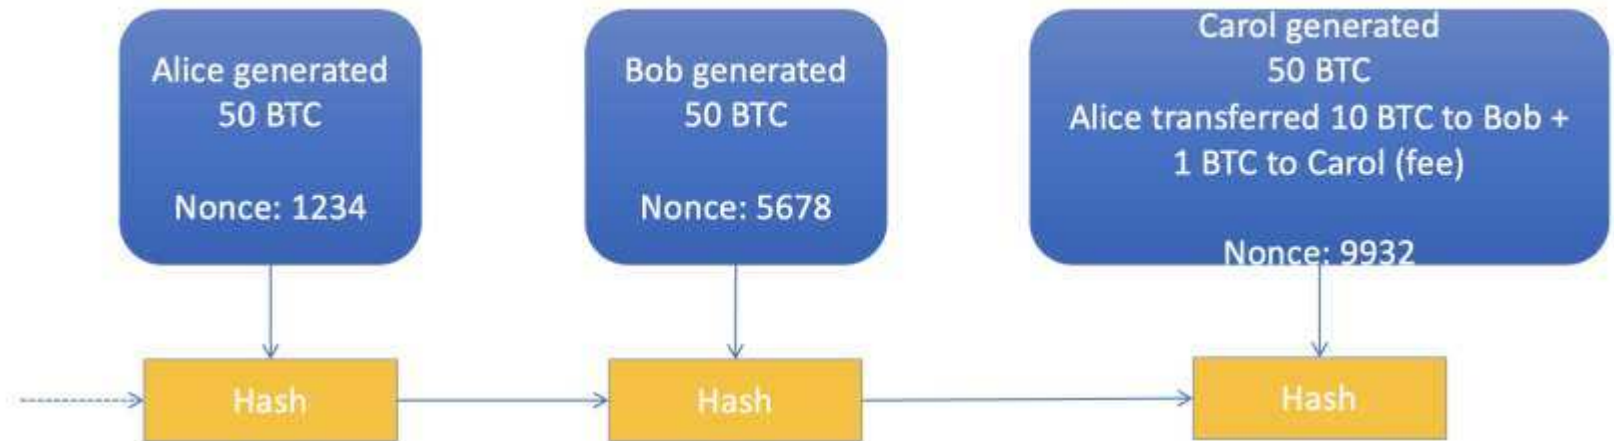 Alice generated
50 BTC
Nonce: 1234
Bob generated
50 BTC
Nonce: 5678
Carol generated
50 BTC
Alice transferred 10 BTC to Bob +
1 BTC to Carol (fee)
Nonce: 9932
Hash
Hash
Hash